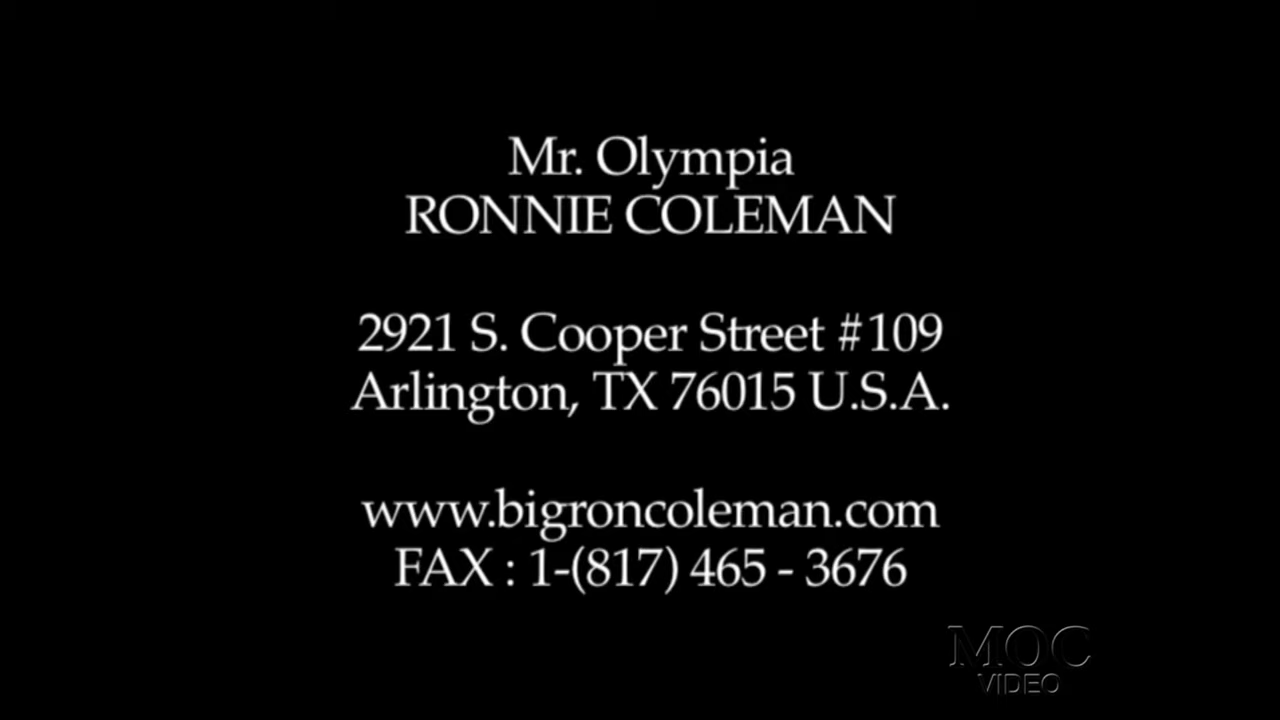 Mr. Olympia
RONNIE COLEMAN
2921 S. Cooper Street #109
Arlington, TX 76015 U.S.A.
www.bigroncoleman.com
FAX : 1-(817) 465 - 3676
MOC
VIDEO